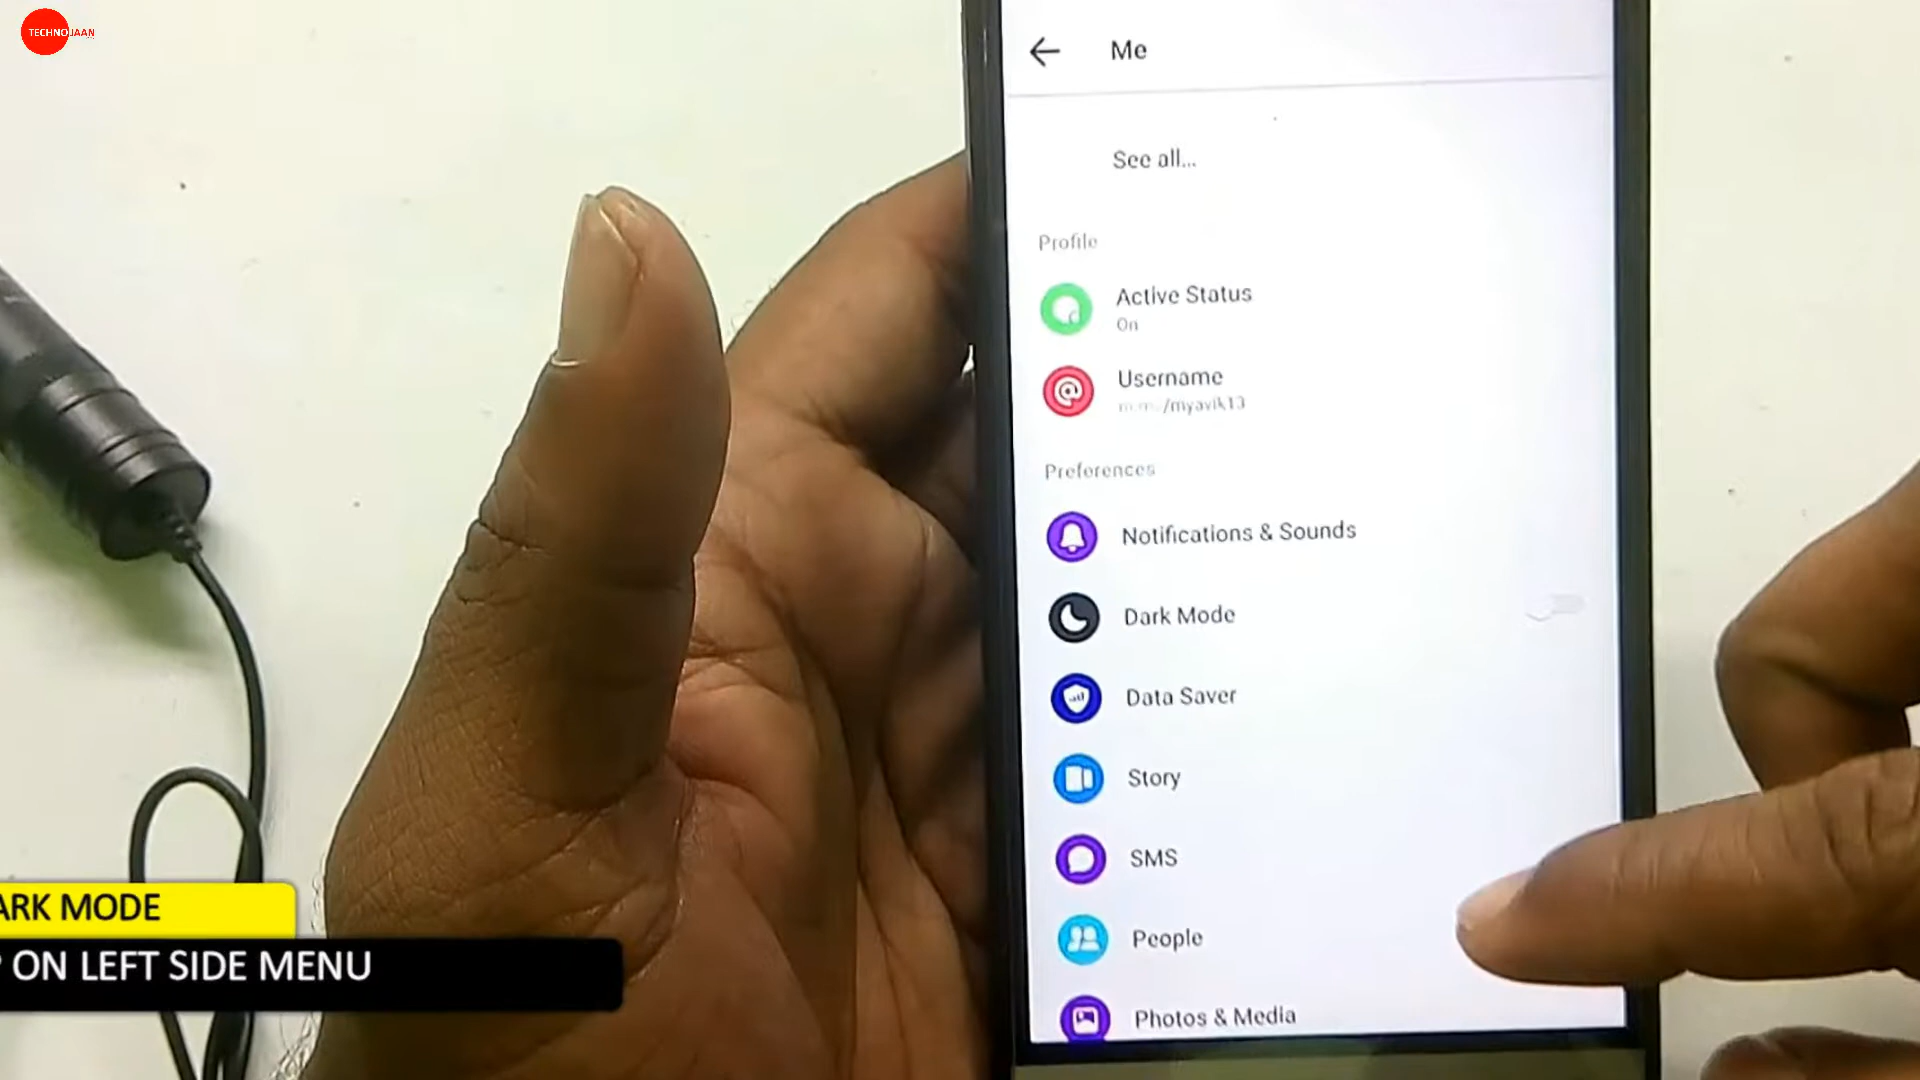 TECHNOJAAN
Me
See all...
Profile
Active Status
On
Username
/myavik13
Preferences
Notifications & Sounds
Dark Mode
Data Saver
Story
SMS
People
Photos & Media
ARK MODE
ON LEFT SIDE MENU